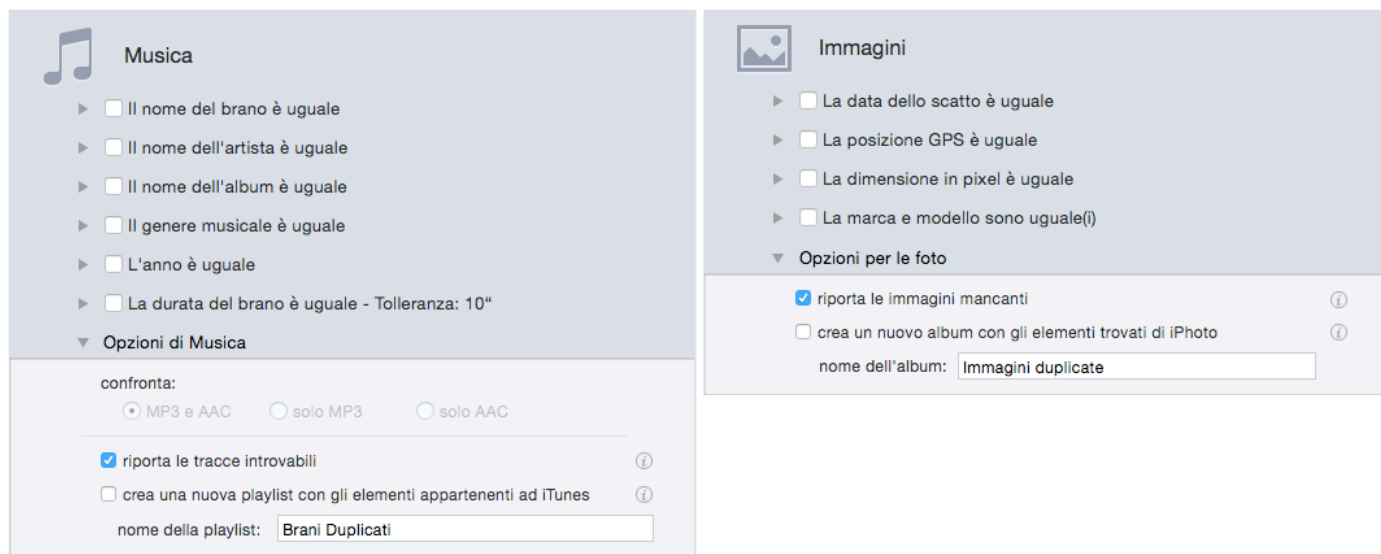 Musica
Il nome del brano è uguale
Il nome dell'artista è uguale
Il nome dell'album è uguale
Il genere musicale è uguale
L'anno è uguale
La durata del brano è uguale - Tolleranza: 10“
Opzioni di Musica
confronta:
MP3 e AAC solo MP3 solo AAC
riporta le tracce introvabili
crea una nuova playlist con gli elementi appartenenti ad iTunes
nome della playlist: Brani Duplicati
Immagini
La data dello scatto è uguale
La posizione GPS è uguale
La dimensione in pixel è uguale
La marca e modello sono uguale(i)
Opzioni per le foto
riporta le immagini mancanti
crea un nuovo album con gli elementi trovati di iPhoto
nome dell'album: Immagini duplicate